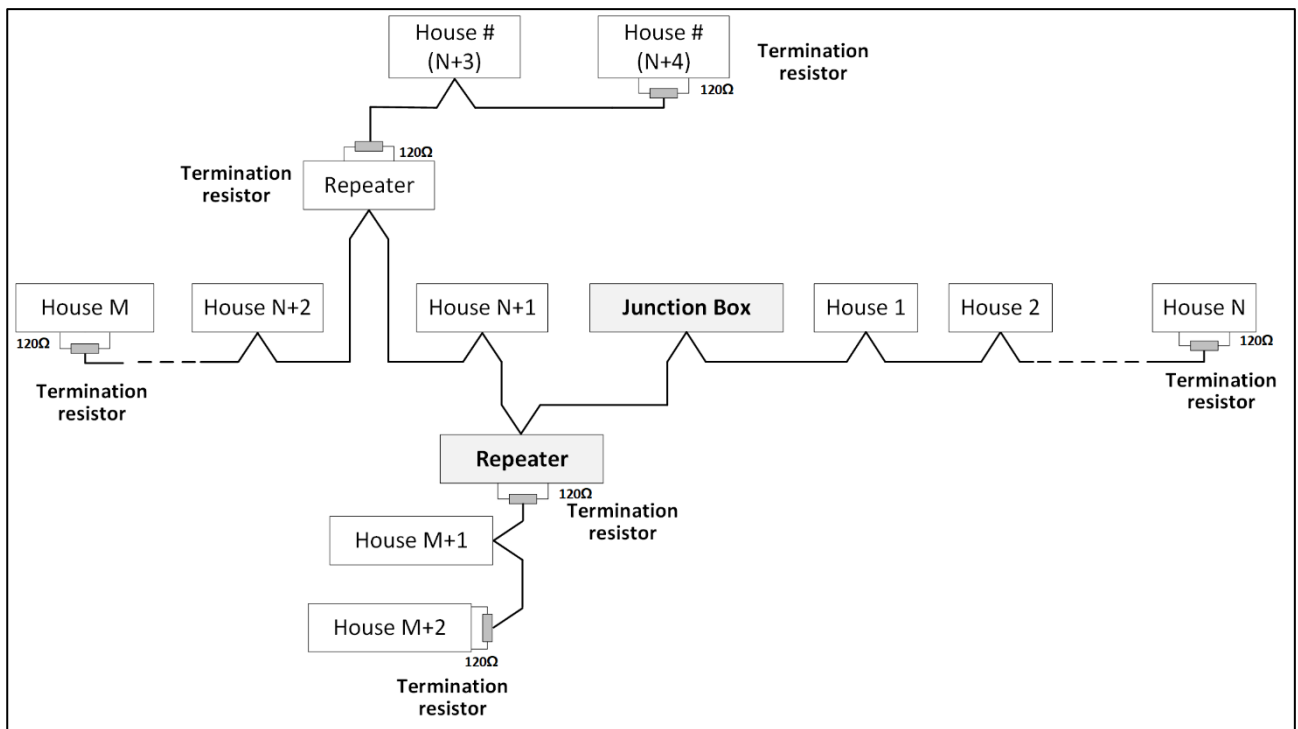 House #
(N+3)
House #
(N+4)
Termination
resistor
120Ω
120Ω
Termination
resistor
Repeater
House M
House N+2
House N+1
Junction Box
House 1
House 2
House N
120Ω
120Ω
Termination
resistor
Termination
resistor
Repeater
120Ω
Termination
resistor
House M+1
House M+2
120Ω
Termination
resistor